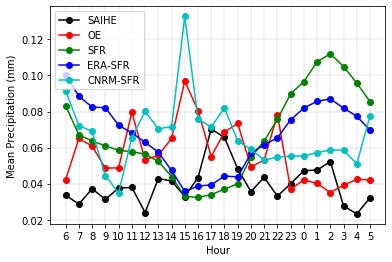 SAIHE
OE
SFR
ERA-SFR
CNRM-SFR
Mean Precipitation (mm)
0.12
0.10
0.08
0.06
0.04
0.02
6 7 8 9 10 11 12 13 14 15 16 17 18 19 20 21 22 23 0 1 2 3 4 5
Hour